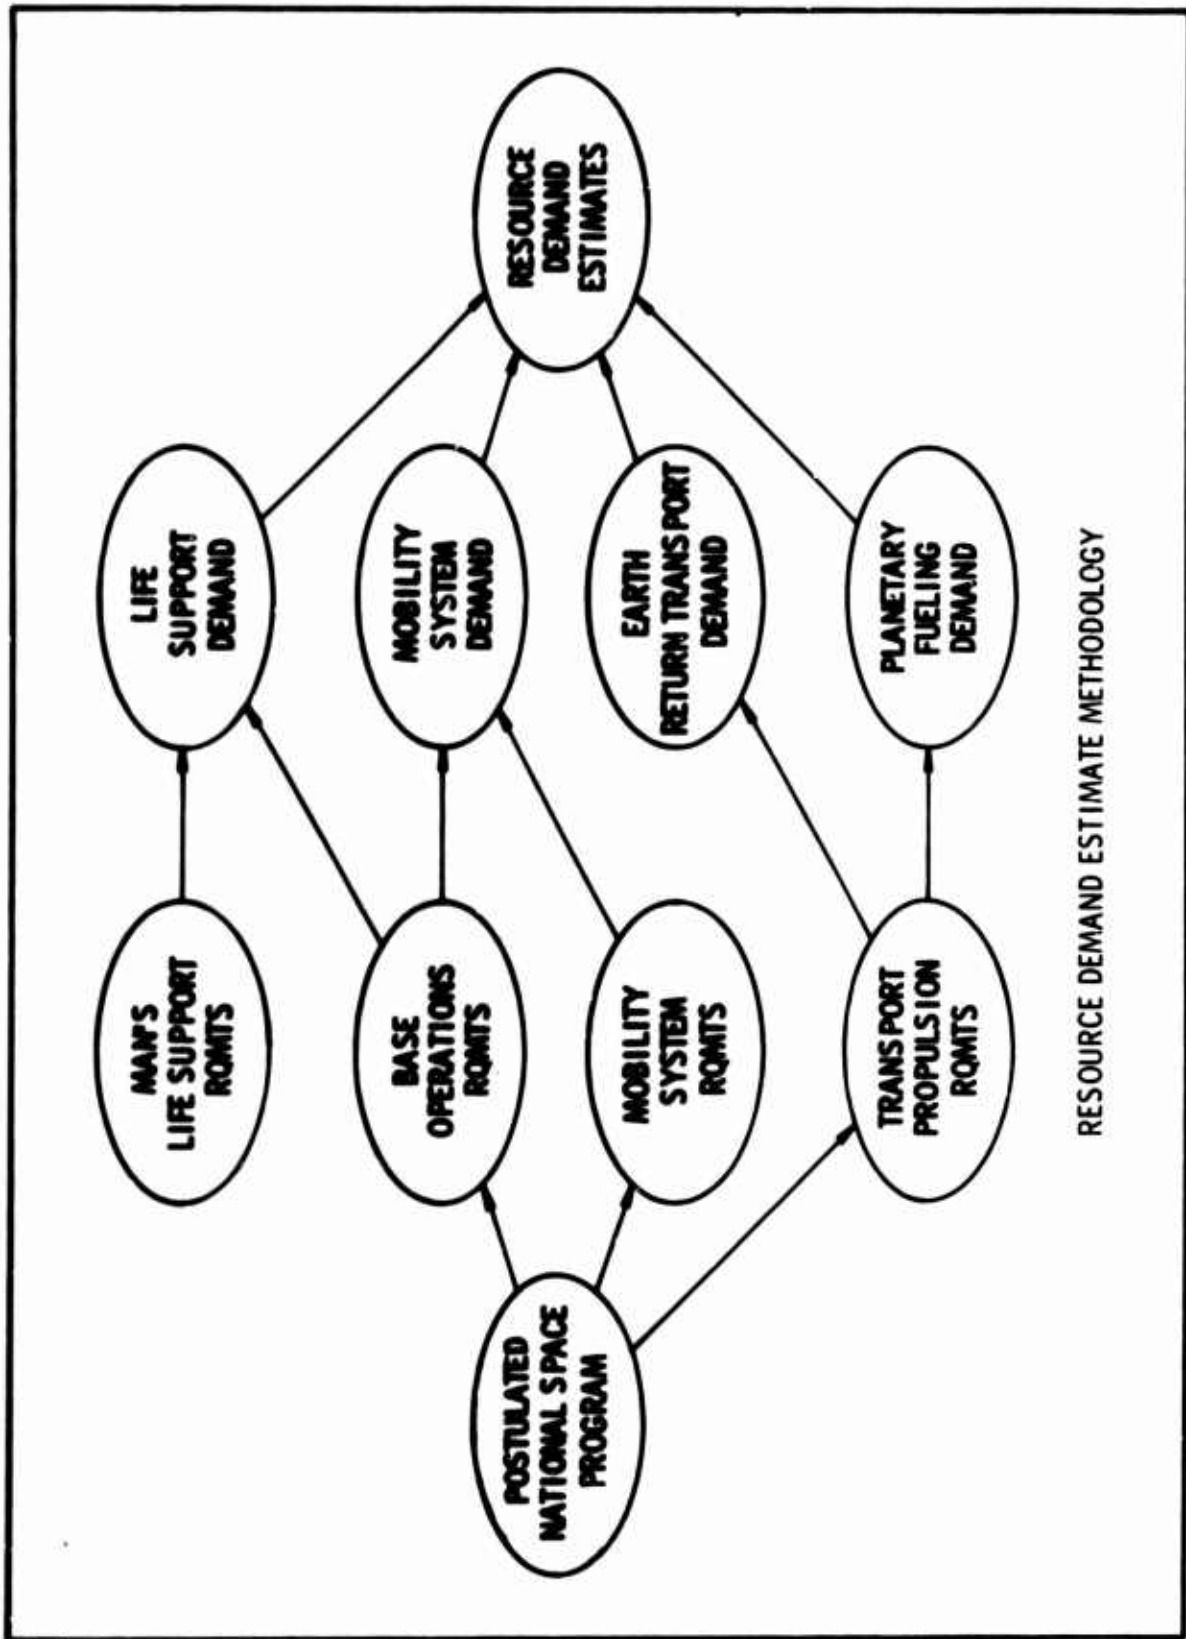 MAN'S
LIFE SUPPORT
RQMTS
LIFE
SUPPORT
DEMAND
POSTULATED
NATIONAL SPACE
PROGRAM
BASE
OPERATIONS
RQMTS
MOBILITY
SYSTEM
DEMAND
RESOURCE
DEMAND
ESTIMATES
MOBILITY
SYSTEM
RQMTS
EARTH
RETURN TRANSPORT
DEMAND
TRANSPORT
PROPULSION
RQMTS
PLANETARY
FUELING
DEMAND
RESOURCE DEMAND ESTIMATE METHODOLOGY